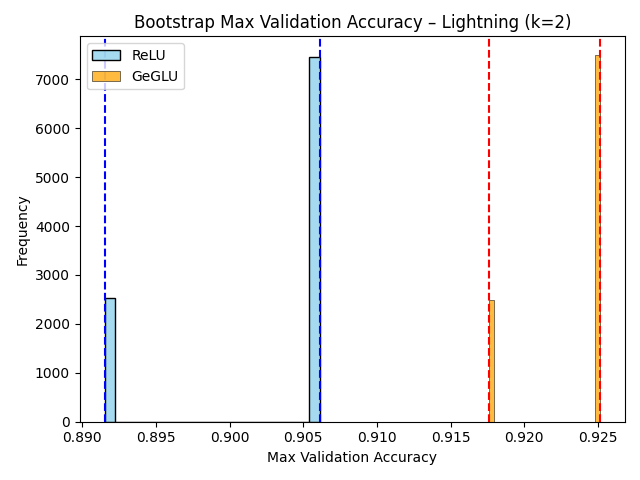 Bootstrap Max Validation Accuracy – Lightning (k=2)
ReLU
GeGLU
Frequency
7000
6000
5000
4000
3000
2000
1000
0
0.890 0.895 0.900 0.905 0.910 0.915 0.920 0.925
Max Validation Accuracy